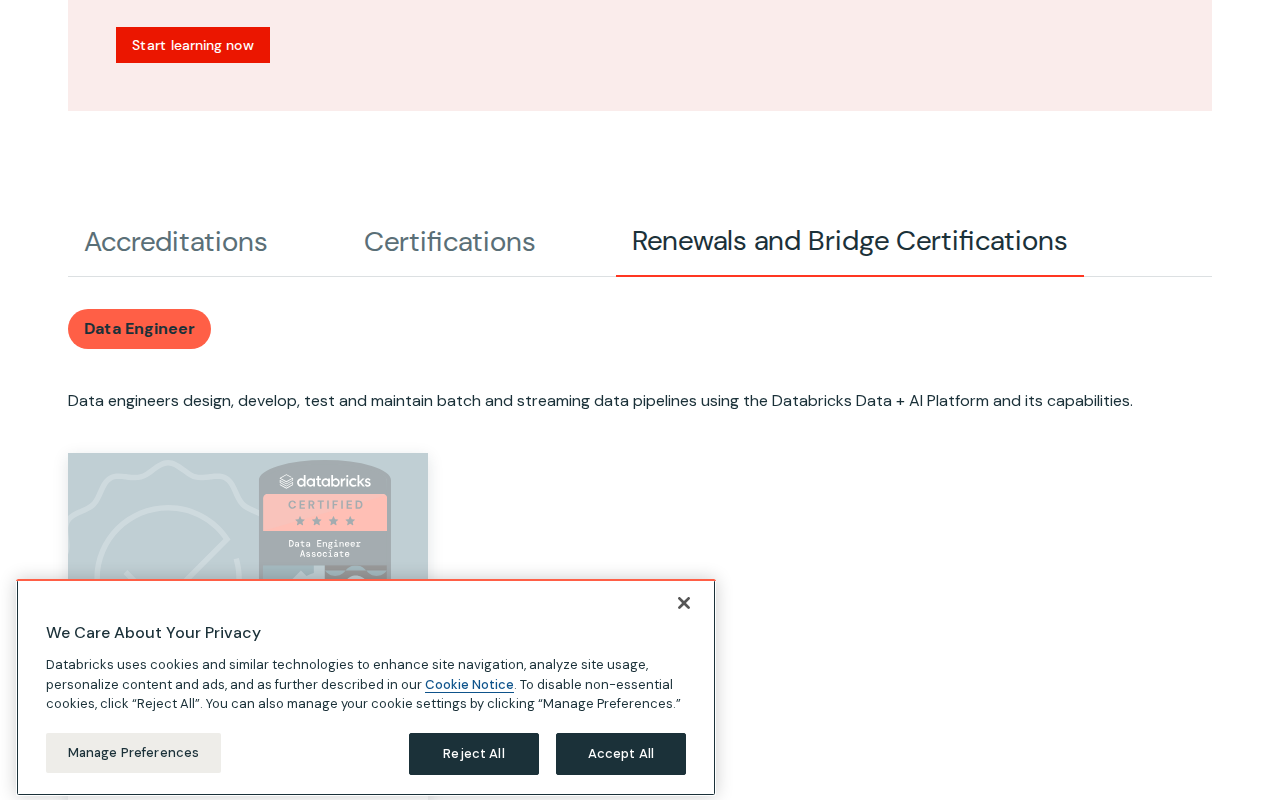 Start learning now
Accreditations
Certifications
Renewals and Bridge Certifications
Data Engineer
Data engineers design, develop, test and maintain batch and streaming data pipelines using the Databricks Data + AI Platform and its capabilities.
databricks
CERTIFIED
Data Engineer
Associate
We Care About Your Privacy
Databricks uses cookies and similar technologies to enhance site navigation, analyze site usage,
personalize content and ads, and as further described in our Cookie Notice. To disable non-essential
cookies, click “Reject All”. You can also manage your cookie settings by clicking “Manage Preferences.”
Manage Preferences
Reject All
Accept All